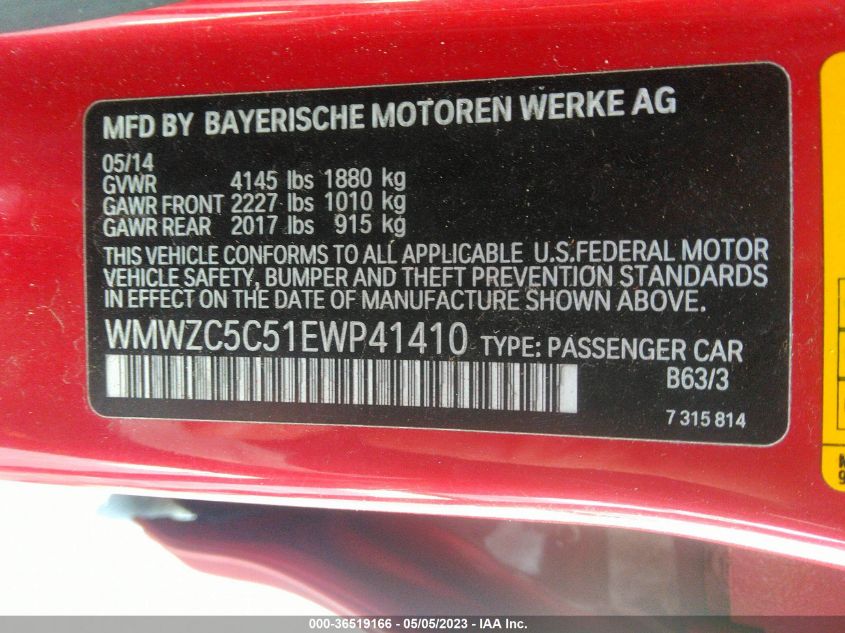 MFD BY BAYERISCHE MOTOREN WERKE AG
05/14
GVWR 4145 lbs 1880 kg
GAWR FRONT 2227 lbs 1010 kg
GAWR REAR 2017 lbs 915 kg
THIS VEHICLE CONFORMS TO ALL APPLICABLE U.S.FEDERAL MOTOR
VEHICLE SAFETY, BUMPER AND THEFT PREVENTION STANDARDS
IN EFFECT ON THE DATE OF MANUFACTURE SHOWN ABOVE.
WMWZC5C51EWP41410 TYPE: PASSENGER CAR
B63/3
7 315 814
000-36519166 - 05/05/2023 - IAA Inc.